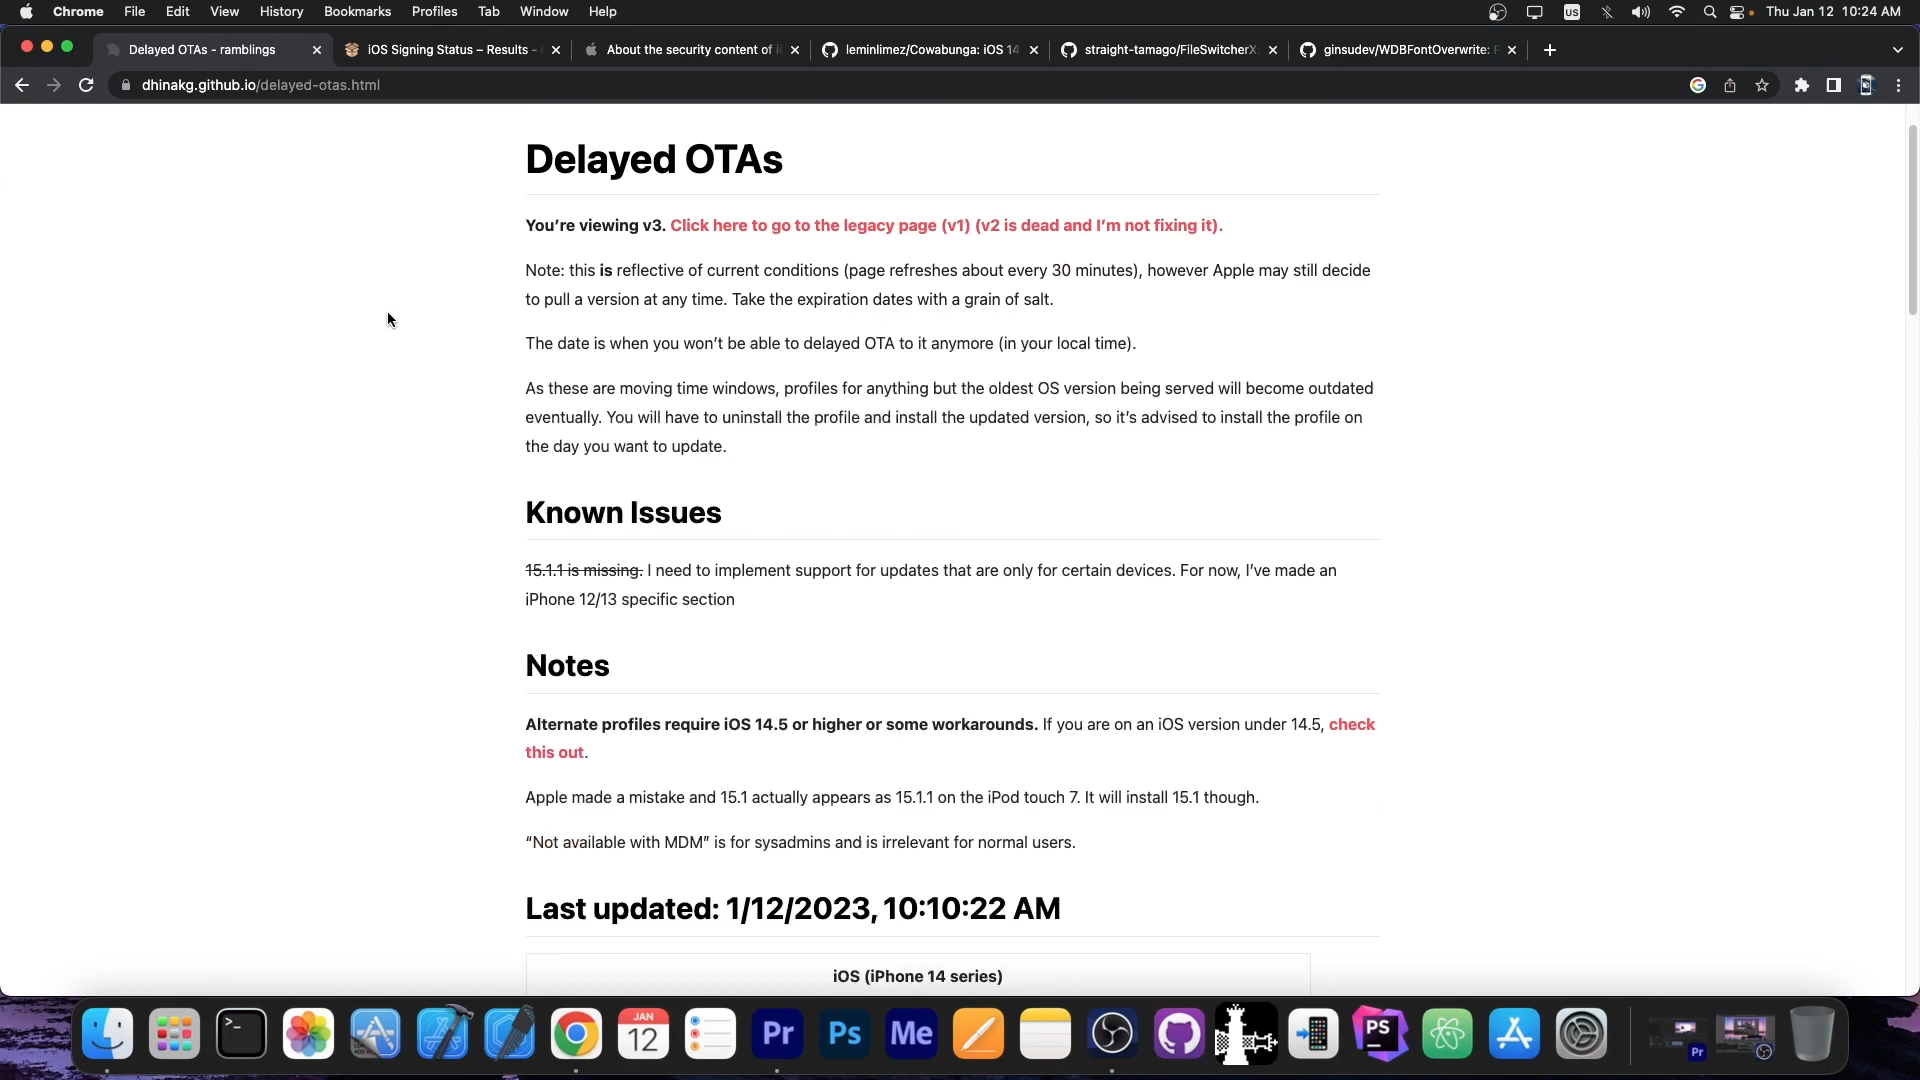 Chrome File Edit View History Bookmarks Profiles Tab Window Help US Thu Jan 12 10:24 AM
Delayed OTAs - ramblings iOS Signing Status – Results - About the security content of leminlimez/Cowabunga: iOS 14 straight-tamago/FileSwitcherX ginsudev/WDBFontOverwrite:
dhinakg.github.io/delayed-otas.html
Delayed OTAs
You’re viewing v3. Click here to go to the legacy page (v1) (v2 is dead and I’m not fixing it).
Note: this is reflective of current conditions (page refreshes about every 30 minutes), however Apple may still decide
to pull a version at any time. Take the expiration dates with a grain of salt.
The date is when you won’t be able to delayed OTA to it anymore (in your local time).
As these are moving time windows, profiles for anything but the oldest OS version being served will become outdated
eventually. You will have to uninstall the profile and install the updated version, so it’s advised to install the profile on
the day you want to update.
Known Issues
15.1.1 is missing. I need to implement support for updates that are only for certain devices. For now, I’ve made an
iPhone 12/13 specific section
Notes
Alternate profiles require iOS 14.5 or higher or some workarounds. If you are on an iOS version under 14.5, check
this out.
Apple made a mistake and 15.1 actually appears as 15.1.1 on the iPod touch 7. It will install 15.1 though.
“Not available with MDM” is for sysadmins and is irrelevant for normal users.
Last updated: 1/12/2023, 10:10:22 AM
iOS (iPhone 14 series)
JAN
12
Pr Ps Me PS Pr